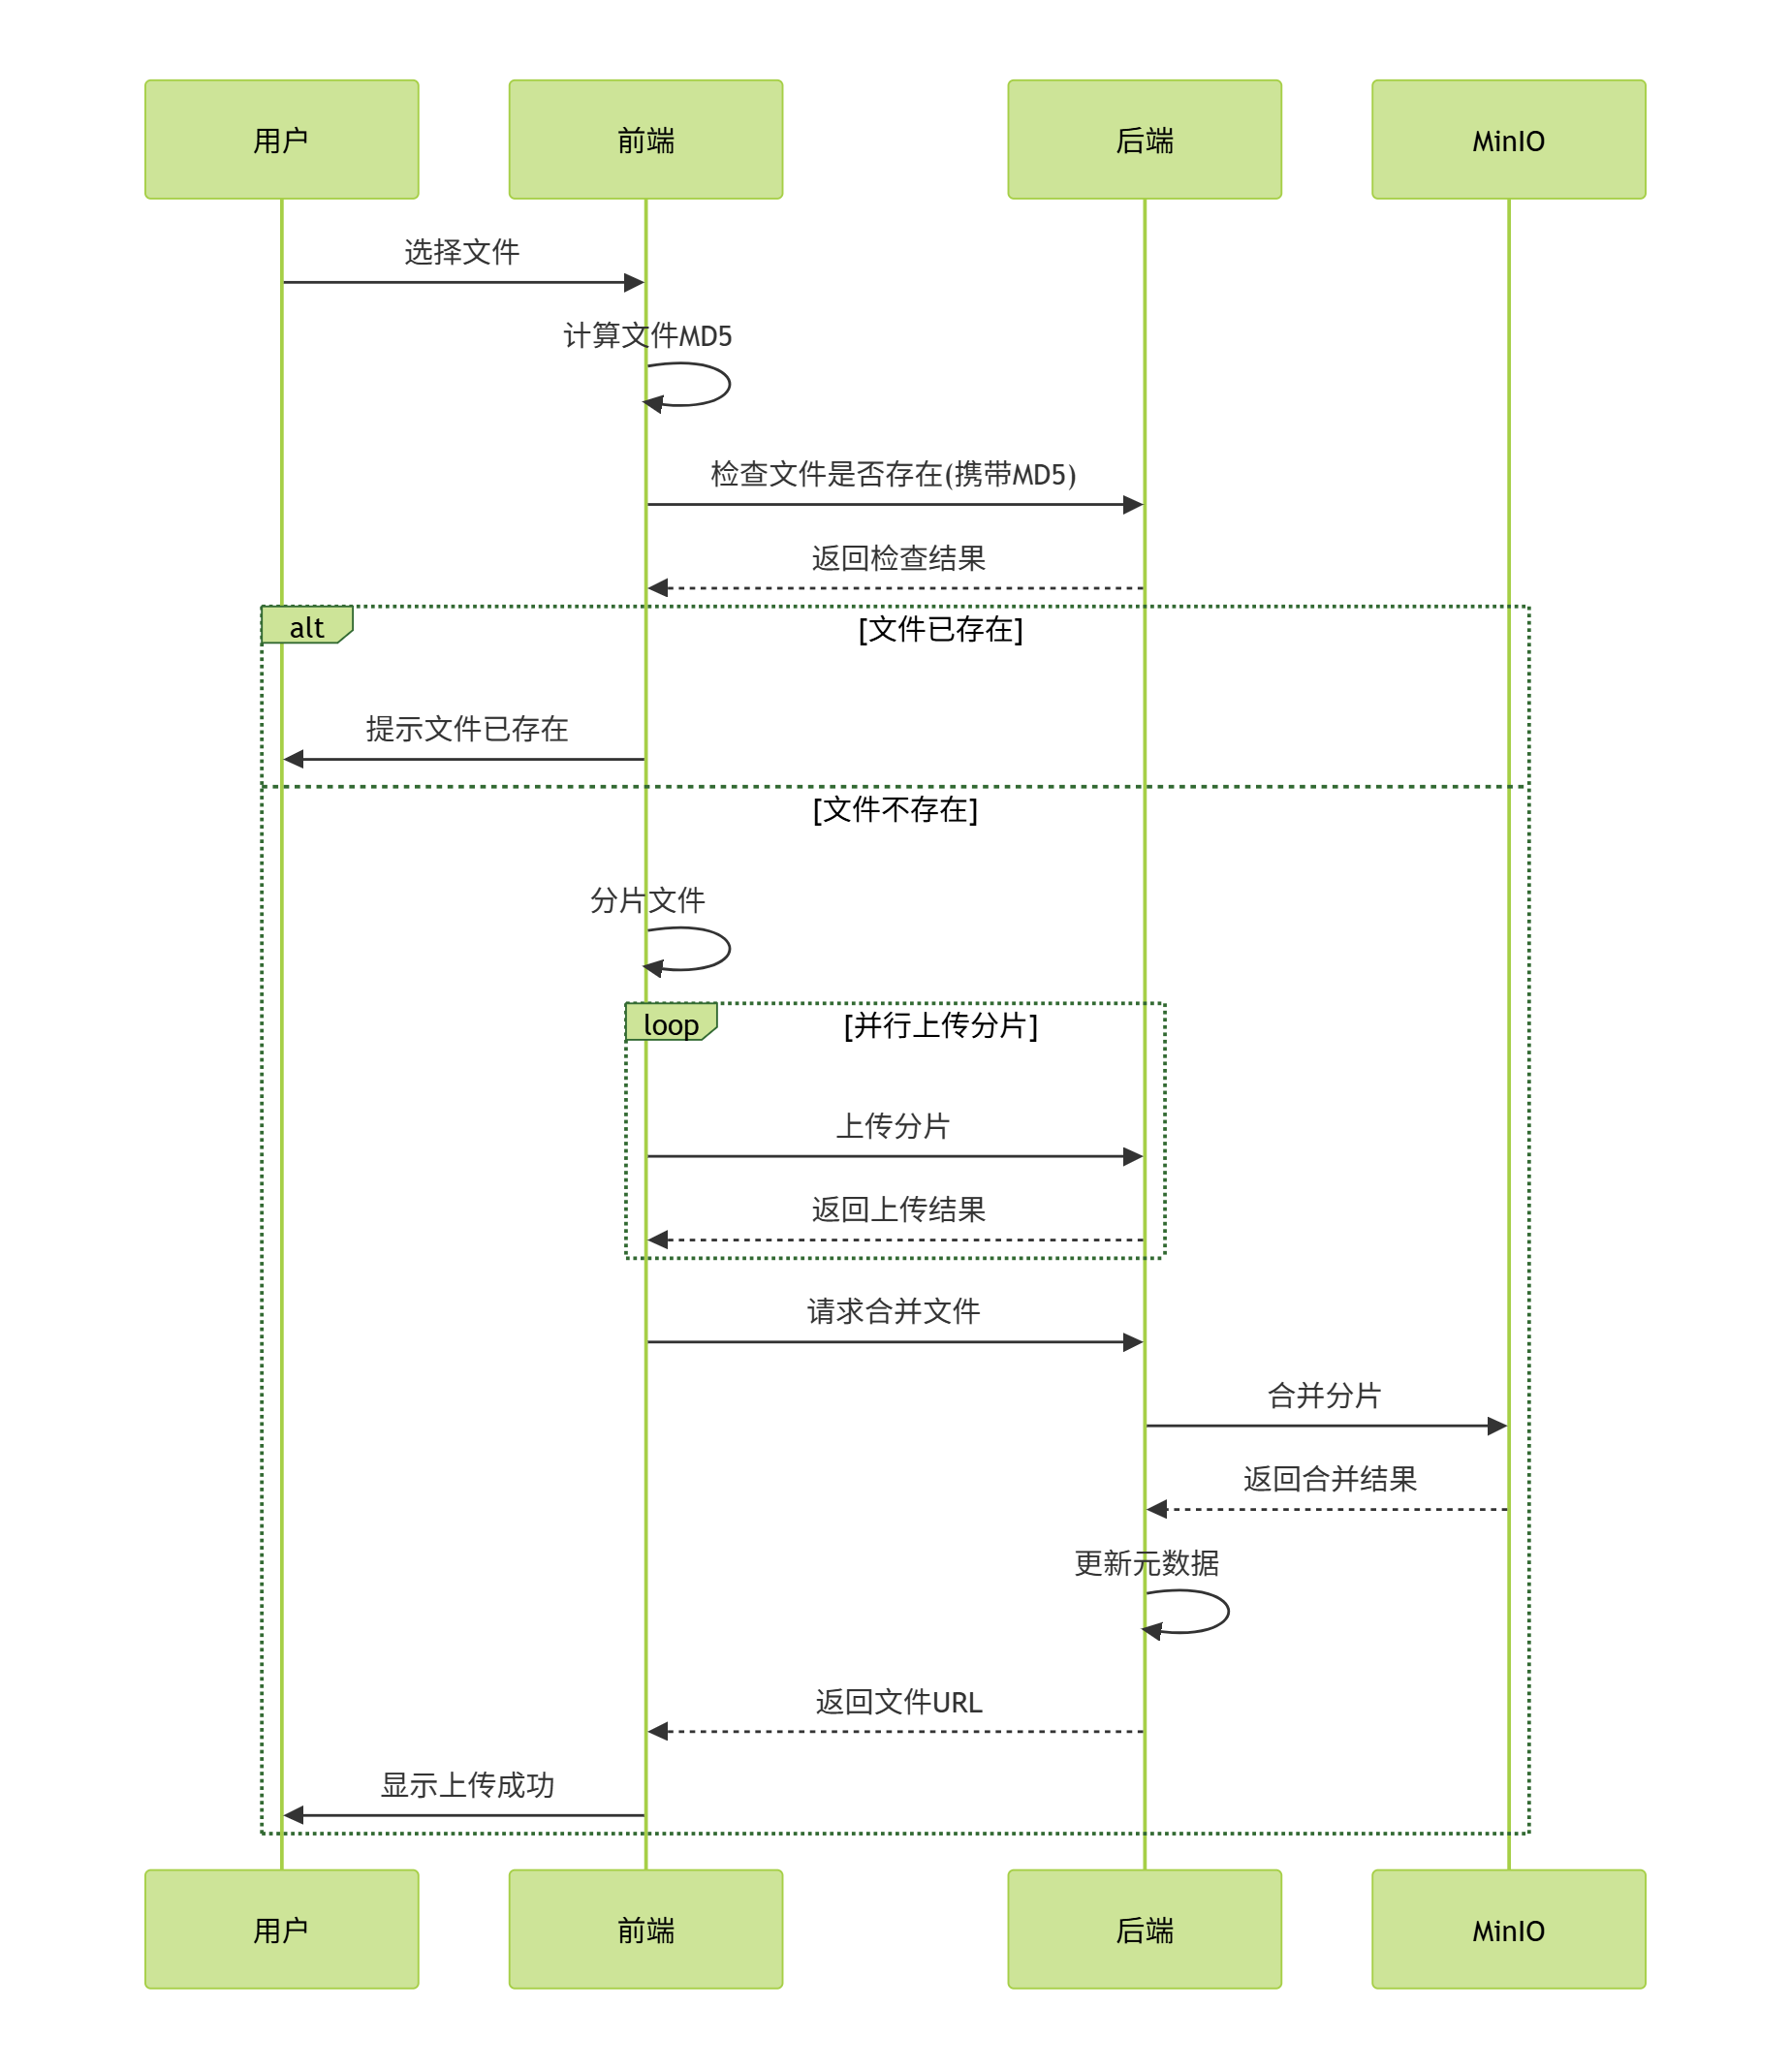 用户
前端
后端
MinIO
选择文件
计算文件MD5
检查文件是否存在(携带MD5)
返回检查结果
alt
[文件已存在]
提示文件已存在
[文件不存在]
分片文件
loop
[并行上传分片]
上传分片
返回上传结果
请求合并文件
合并分片
返回合并结果
更新元数据
返回文件URL
显示上传成功
用户
前端
后端
MinIO